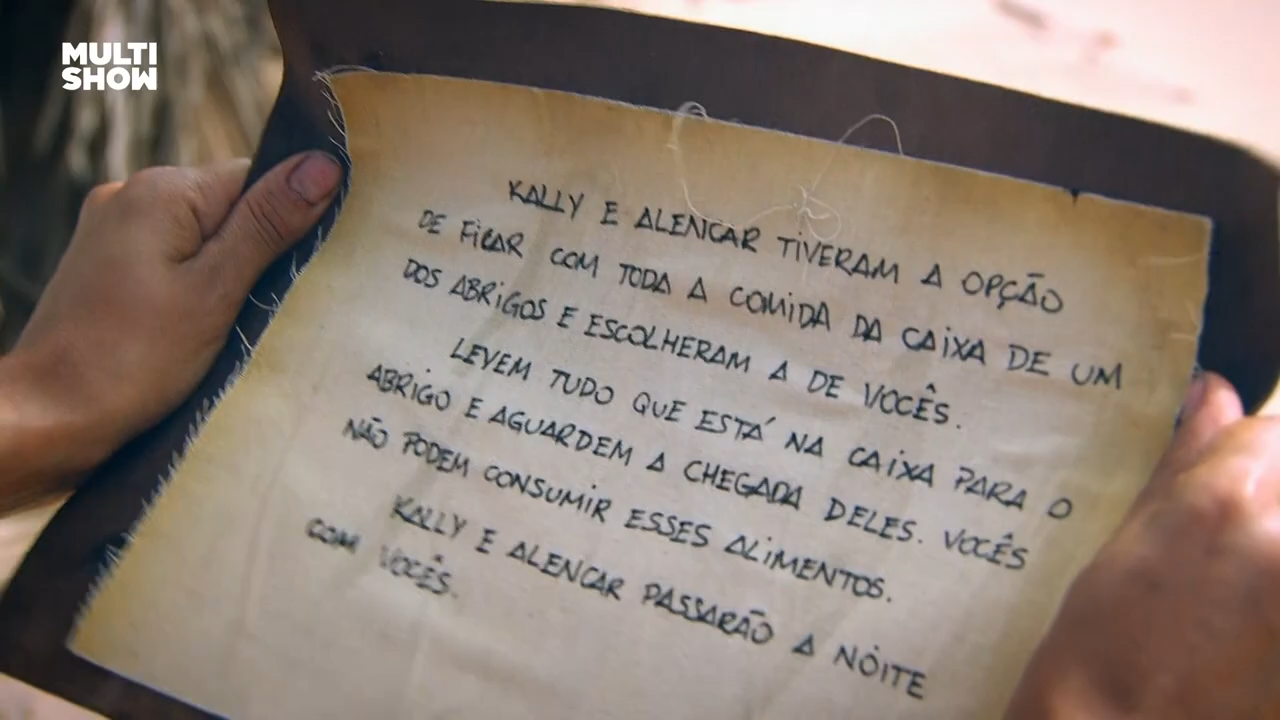 MULTI
SHOW
KALLY E ALENCAR TIVERAM A OPÇÃO
DE FICAR COM TODA A COMIDA DA CAIXA DE UM
DOS ABRIGOS E ESCOLHERAM A DE VOCÊS.
LEVEM TUDO QUE ESTÁ NA CAIXA PARA O
ABRIGO E AGUARDEM A CHEGADA DELES. VOCÊS
NÃO PODEM CONSUMIR ESSES ALIMENTOS.
KALLY E ALENCAR PASSARÃO A NOITE
COM VOCÊS.